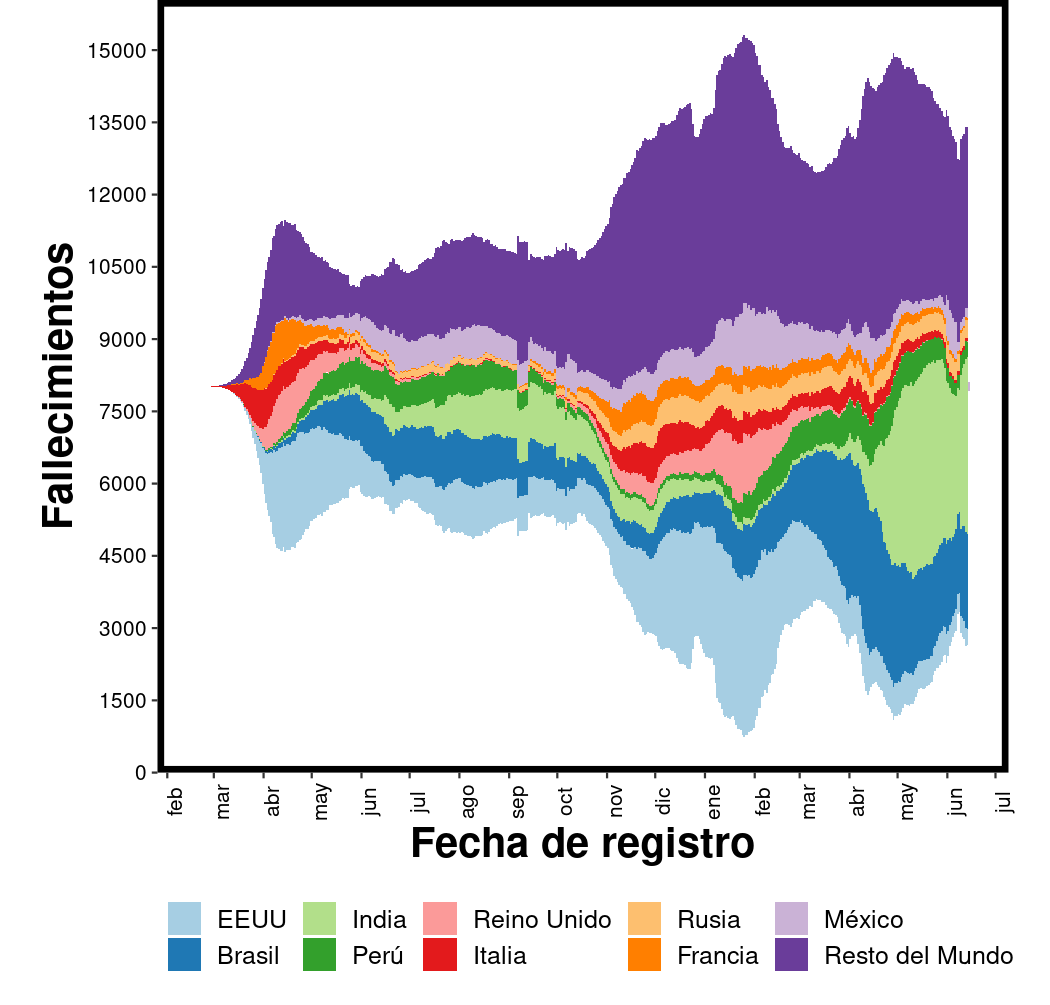 15000
13500
12000
10500
9000
7500
6000
4500
3000
1500
0
Fallecimientos
feb mar abr may jun jul ago sep oct nov dic ene feb mar abr may jun jul
Fecha de registro
EEUU India Reino Unido Rusia México
Brasil Perú Italia Francia Resto del Mundo